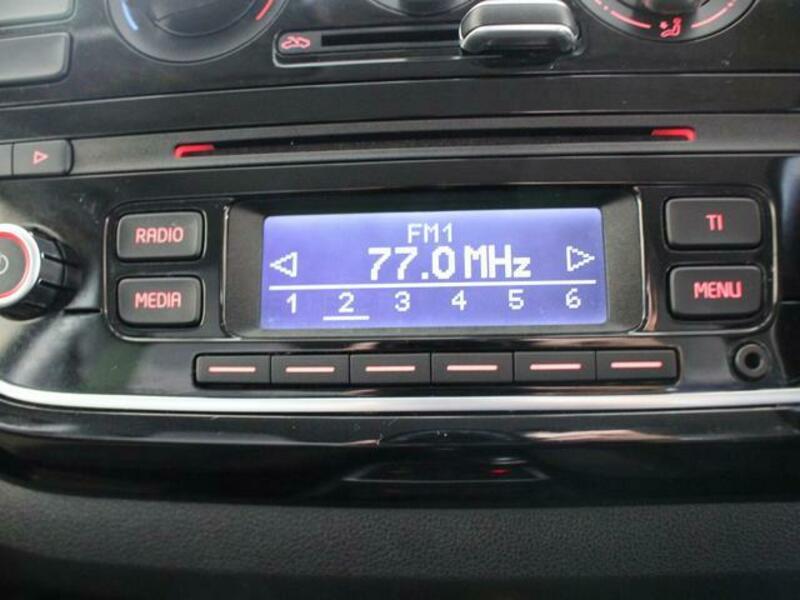 RADIO
MEDIA
FM1
77.0 MHz
1 2 3 4 5 6
TI
MENU